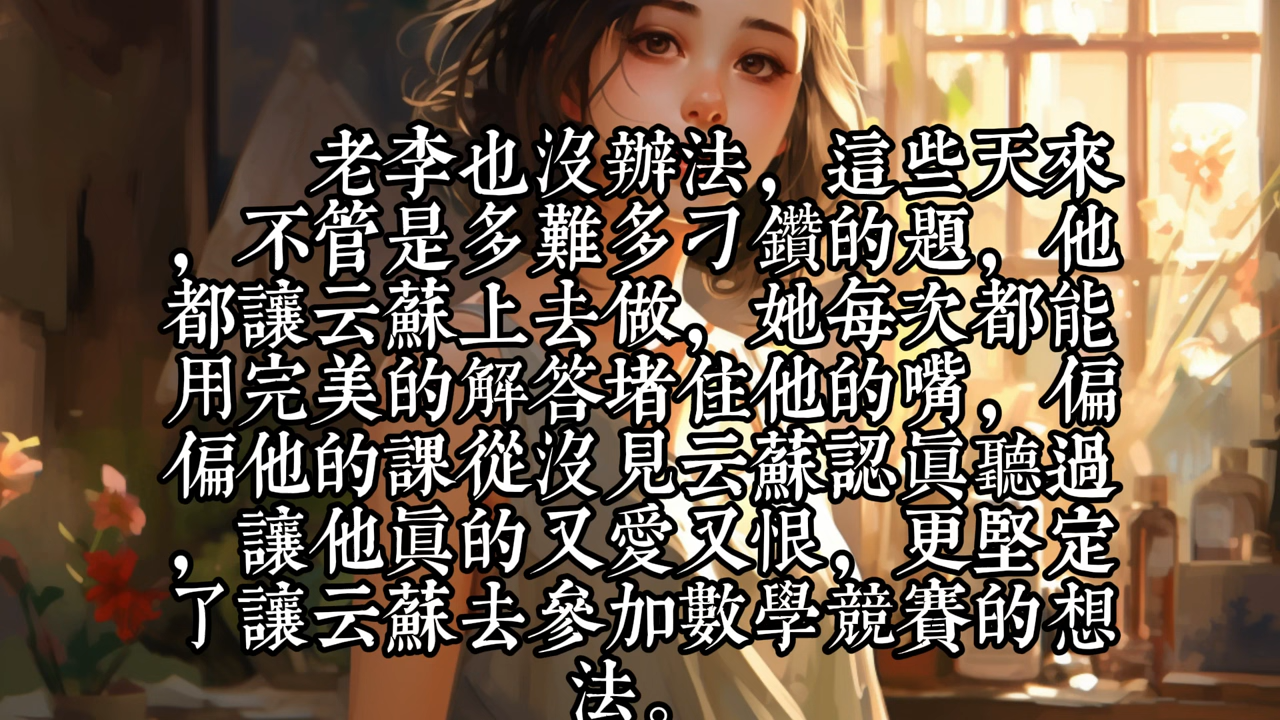 老李也沒辦法，這些天來
，不管是多難多刁鑽的題，他
都讓云蘇上去做，她每次都能
用完美的解答堵住他的嘴，偏
偏他的課從沒見云蘇認眞聽過
，讓他眞的又愛又恨，更堅定
了讓云蘇去參加數學競賽的想
法。